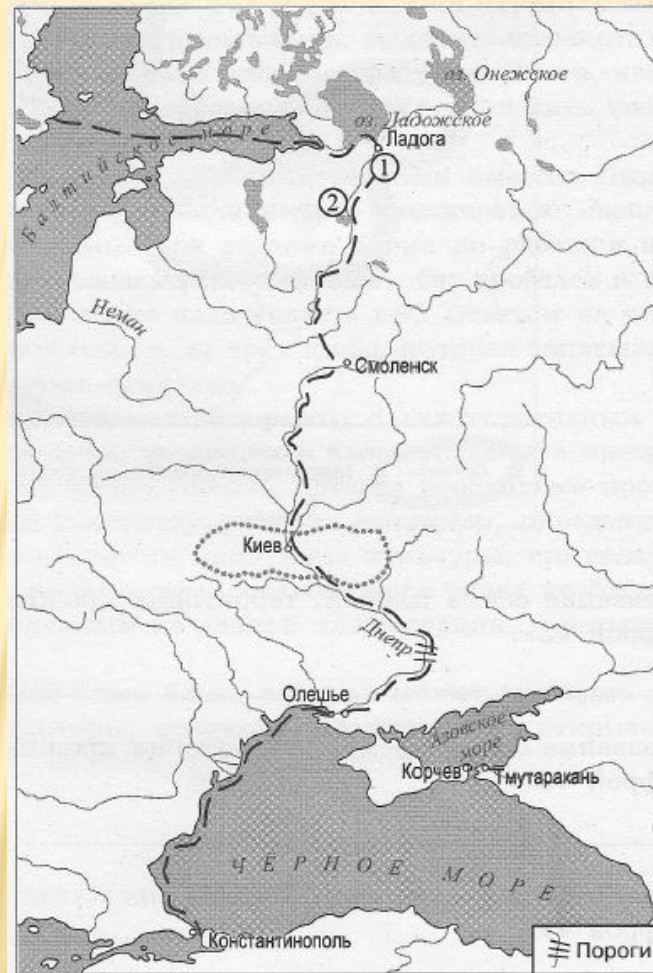 оз. Онежское
оз. Ладожское
Ладога
Балтийское море
1
2
Неман
Смоленск
Киев
Днепр
Олешье
Азовское
море
Корчев
Тмутаракань
ЧЁРНОЕ МОРЕ
Константинополь
Пороги